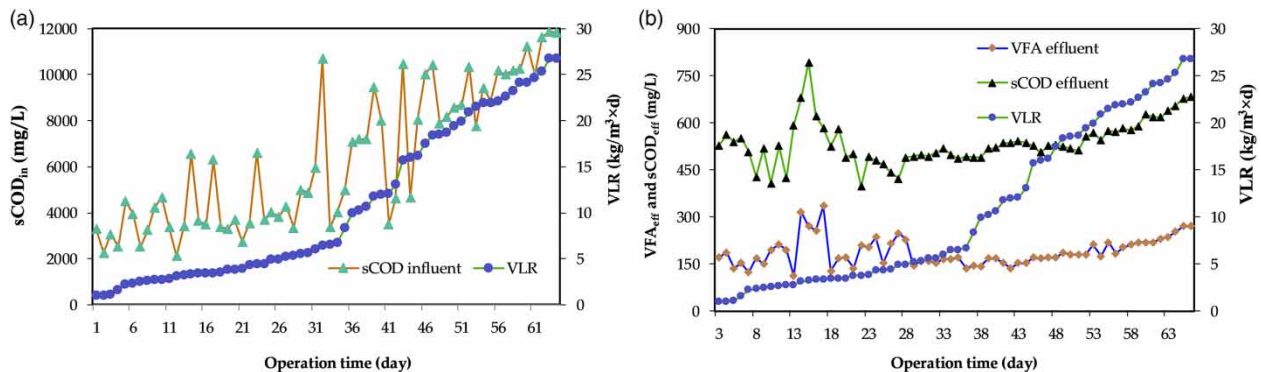 (a)
12000
10000
8000
6000
4000
2000
0
sCODin (mg/L)
30
25
20
15
10
5
0
VLR (kg/m³×d)
sCOD influent
VLR
1 6 11 16 21 26 31 36 41 46 51 56 61
Operation time (day)
(b)
900
750
600
450
300
150
0
VFAeff and sCODeff (mg/L)
VFA effluent
sCOD effluent
VLR
30
25
20
15
10
5
0
VLR (kg/m³×d)
3 8 13 18 23 28 33 38 43 48 53 58 63
Operation time (day)